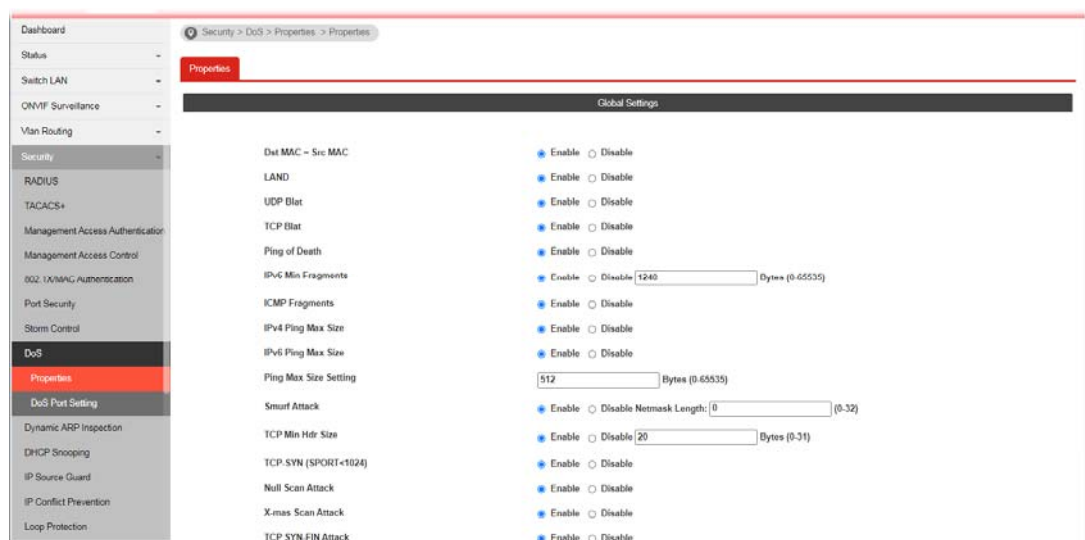 Dashboard
Status
Switch LAN
ONVIF Surveillance
Vlan Routing
Security
RADIUS
TACACS+
Management Access Authentication
Management Access Control
802.1X/MAC Authentication
Port Security
Storm Control
DoS
Properties
DoS Port Setting
Dynamic ARP Inspection
DHCP Snooping
IP Source Guard
IP Conflict Prevention
Loop Protection
Security > DoS > Properties > Properties
Properties
Global Settings
Dst MAC = Src MAC Enable Disable
LAND Enable Disable
UDP Blat Enable Disable
TCP Blat Enable Disable
Ping of Death Enable Disable
IPv6 Min Fragments Enable Disable 1240 Bytes (0-65535)
ICMP Fragments Enable Disable
IPv4 Ping Max Size Enable Disable
IPv6 Ping Max Size Enable Disable
Ping Max Size Setting 512 Bytes (0-65535)
Smurf Attack Enable Disable Netmask Length: 0 (0-32)
TCP Min Hdr Size Enable Disable 20 Bytes (0-31)
TCP-SYN (SPORT<1024) Enable Disable
Null Scan Attack Enable Disable
X-mas Scan Attack Enable Disable
TCP SYN-FIN Attack Enable Disable